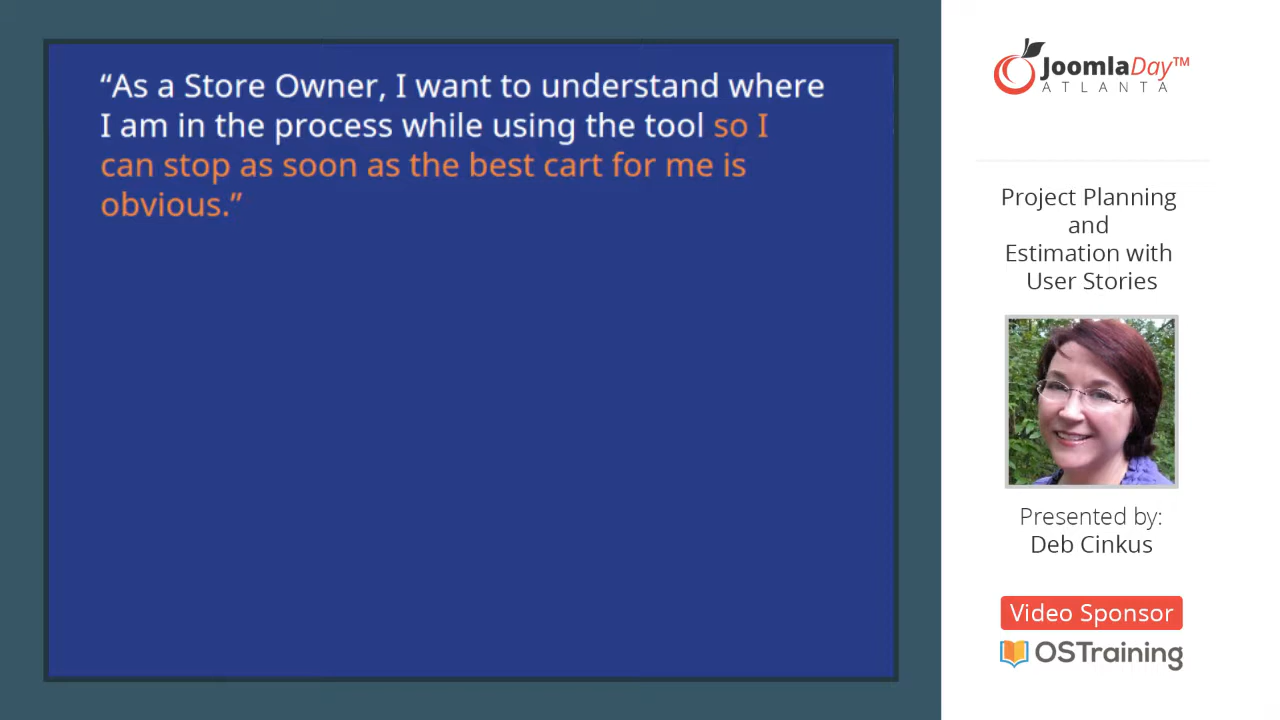 “As a Store Owner, I want to understand where
I am in the process while using the tool so I
can stop as soon as the best cart for me is
obvious.”
JoomlaDay™
ATLANTA
Project Planning
and
Estimation with
User Stories
Presented by:
Deb Cinkus
Video Sponsor
OSTraining